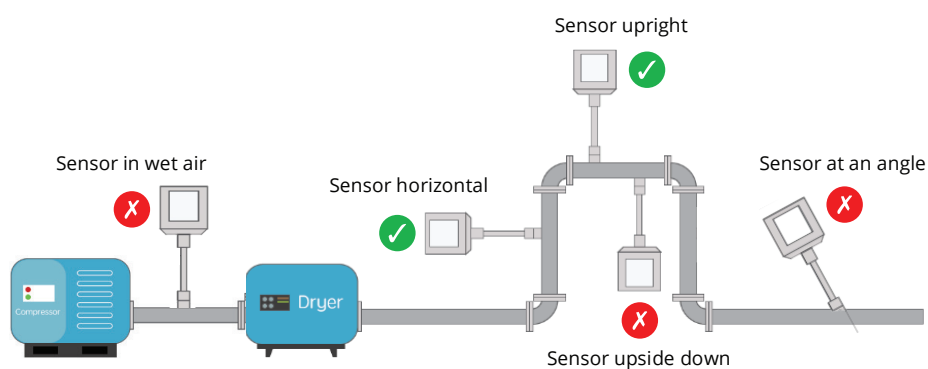 Sensor upright
Sensor in wet air
Sensor horizontal
Sensor at an angle
Compressor
Dryer
Sensor upside down